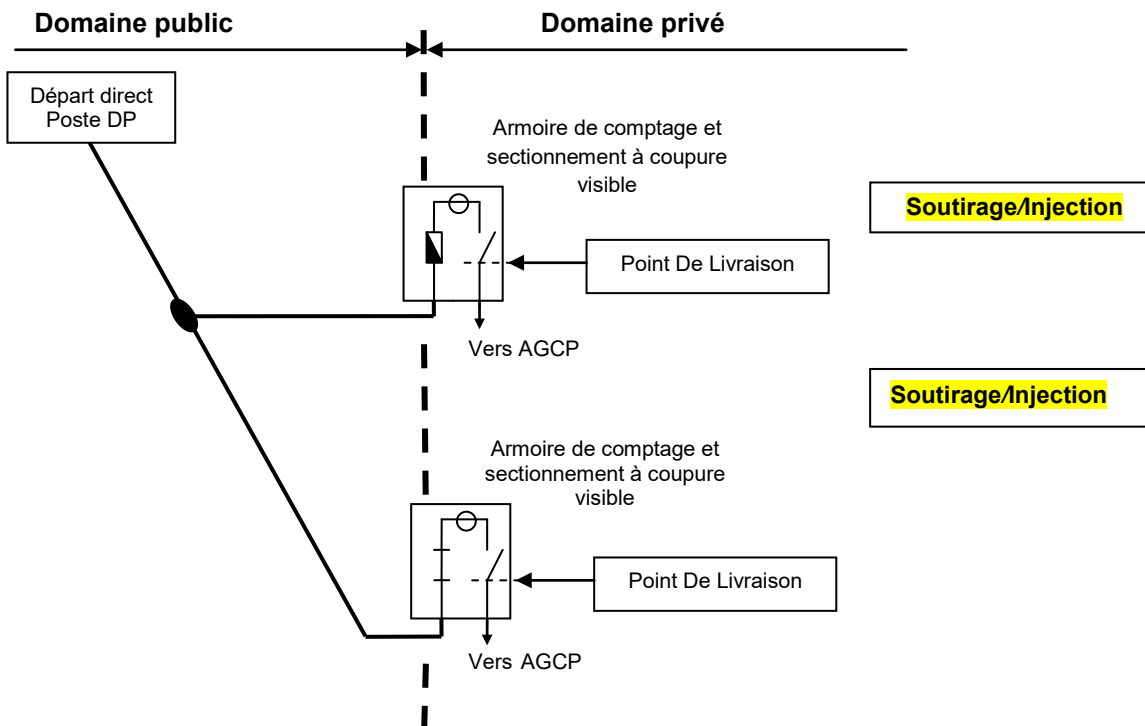 Domaine public
Domaine privé
Départ direct
Poste DP
Armoire de comptage et
sectionnement à coupure
visible
Soutirage/Injection
Point De Livraison
Vers AGCP
Soutirage/Injection
Armoire de comptage et
sectionnement à coupure
visible
Point De Livraison
Vers AGCP